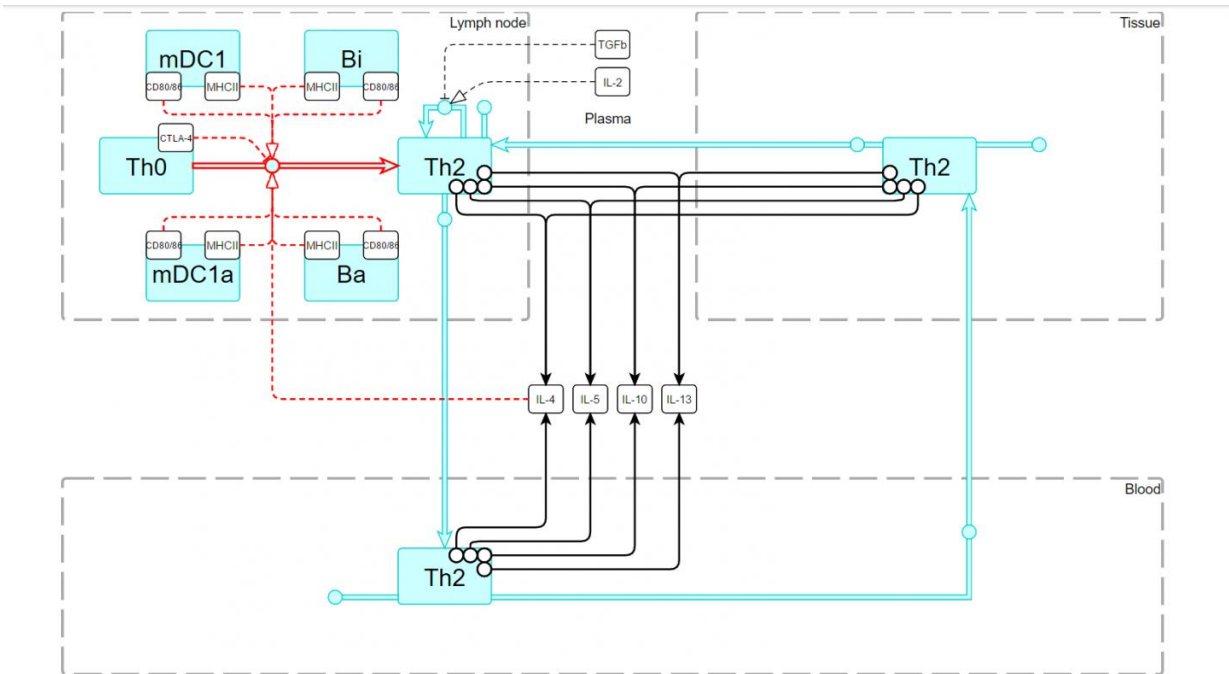 Lymph node
Tissue
mDC1
Bi
TGFb
CD80/86
MHCII
MHCII
CD80/86
IL-2
Plasma
CTLA-4
Th0
Th2
Th2
CD80/86
MHCII
MHCII
CD80/86
mDC1a
Ba
IL-4
IL-5
IL-10
IL-13
Blood
Th2